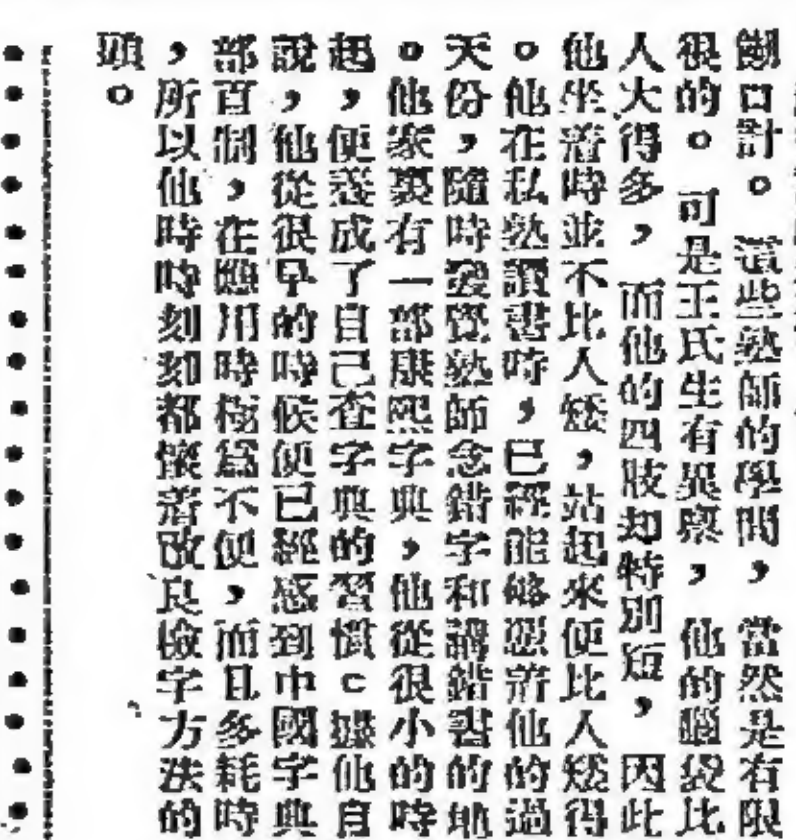 餬口計。這些塾師的學問,當然是有限
很的。可是王氏生有異禀,他的腦袋比
人大得多,而他的四肢却特別短,因此
他坐着時並不比人矮,站起來便比人矮得
。他在私塾讀書時,已經能够憑着他的過
天份,隨時發覺塾師念錯字和講錯書的地
。他家裏有一部康熙字典,他從很小的時
起,便養成了自己查字典的習慣。據他自
說,他從很早的時候便已經感到中國字典
部首制,在應用時極爲不便,而且多耗時
,所以他時時刻刻都懷着改良檢字方法的
頭。